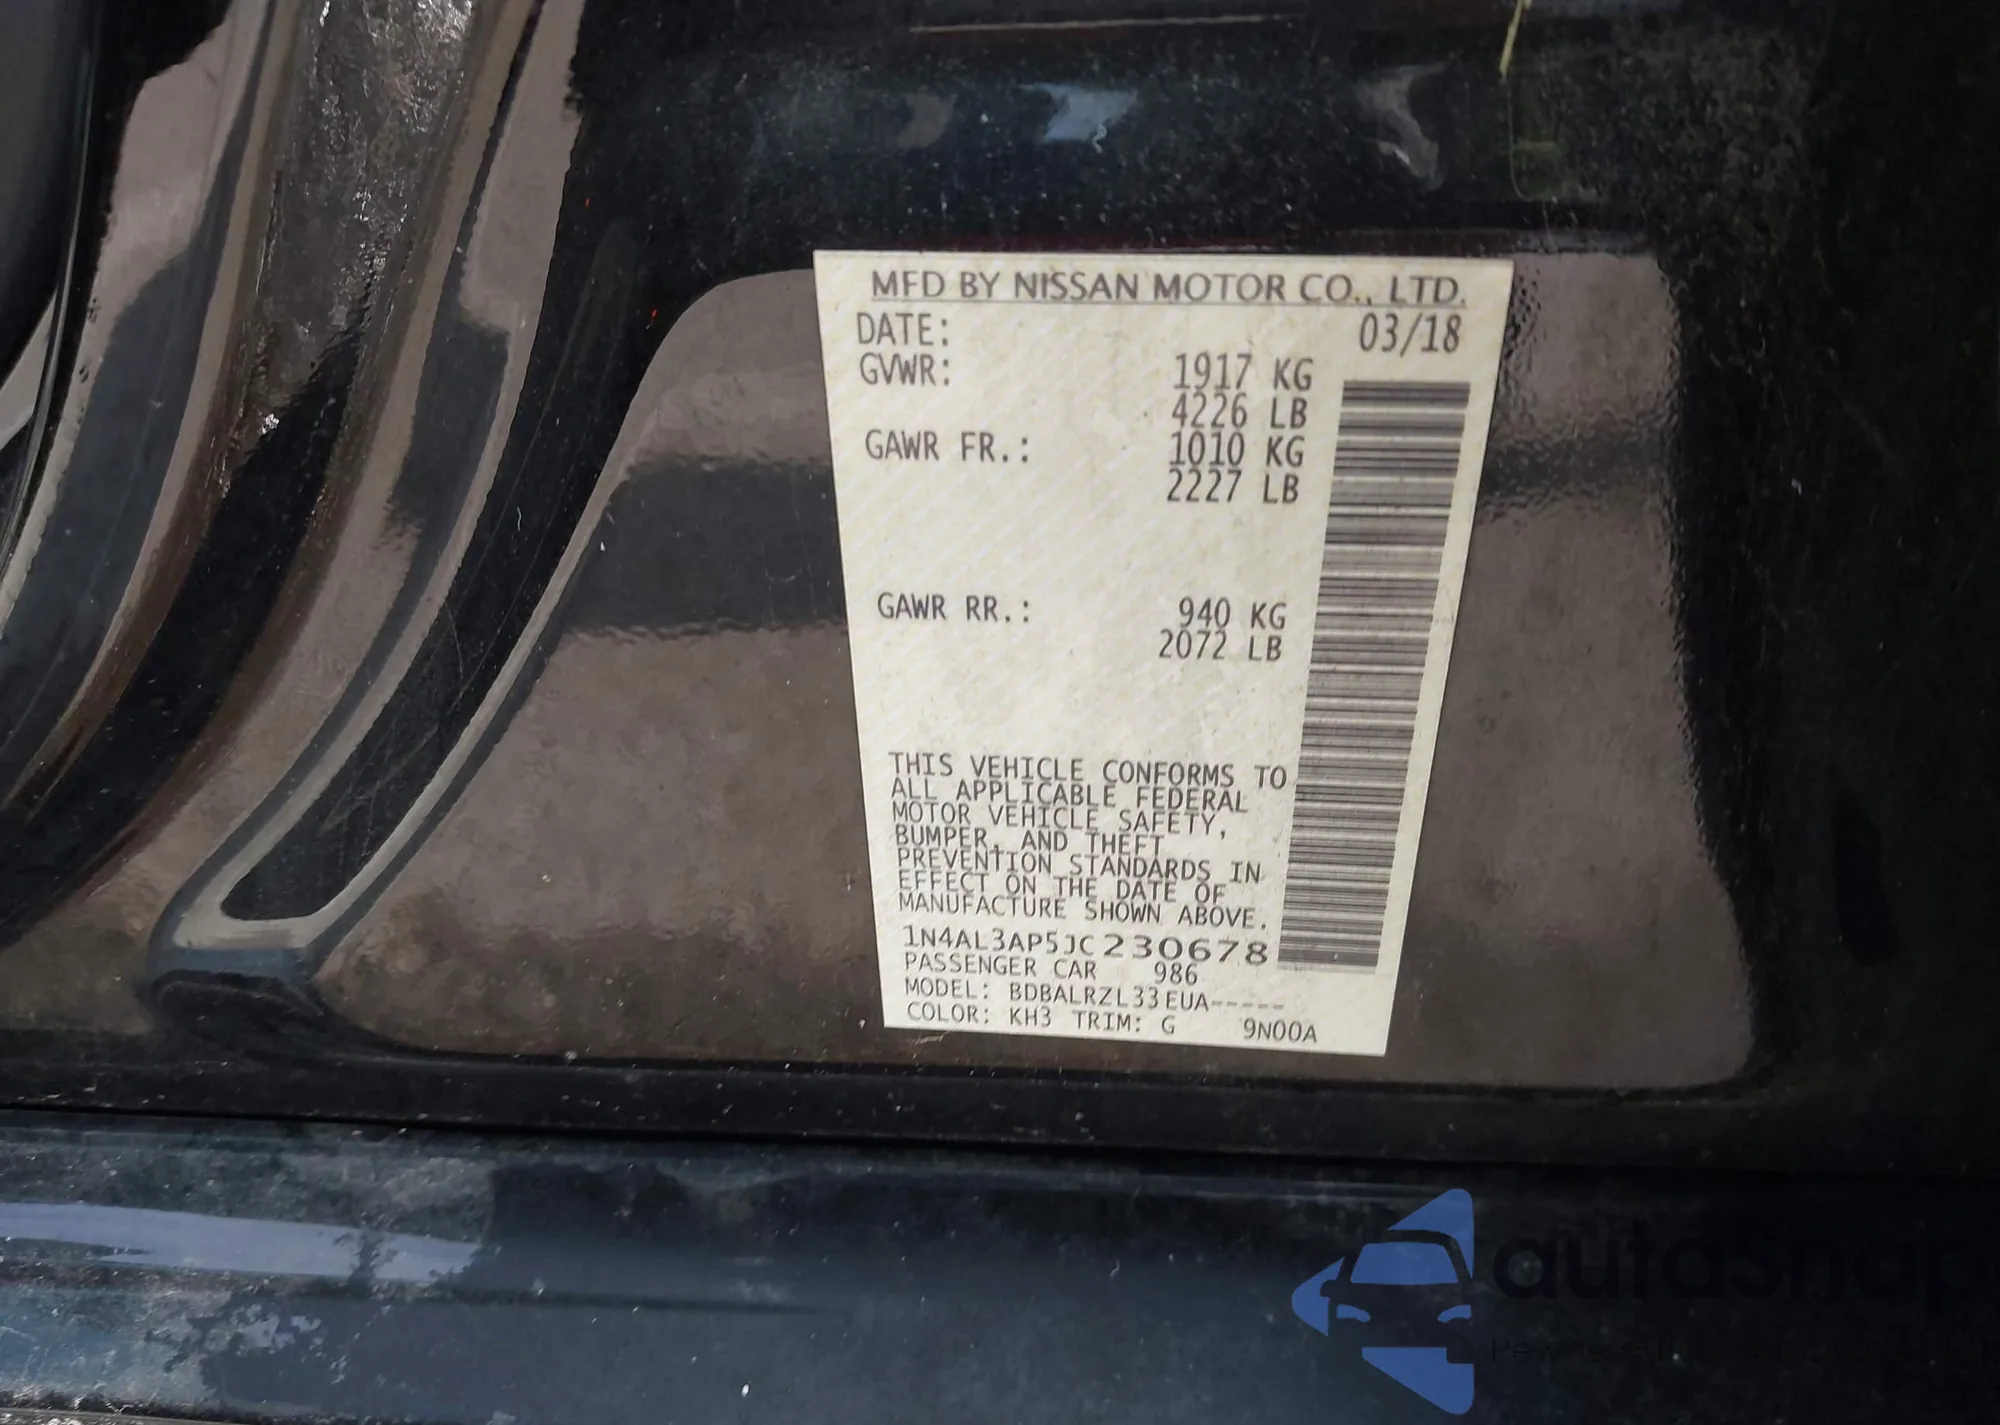 MFD BY NISSAN MOTOR CO., LTD.
DATE: 03/18
GVWR: 1917 KG
4226 LB
GAWR FR.: 1010 KG
2227 LB
GAWR RR.: 940 KG
2072 LB
THIS VEHICLE CONFORMS TO
ALL APPLICABLE FEDERAL
MOTOR VEHICLE SAFETY,
BUMPER, AND THEFT
PREVENTION STANDARDS IN
EFFECT ON THE DATE OF
MANUFACTURE SHOWN ABOVE.
1N4AL3AP5JC230678
PASSENGER CAR 986
MODEL: BDBALRZL33EUA-----
COLOR: KH3 TRIM: G 9N00A
autosnap